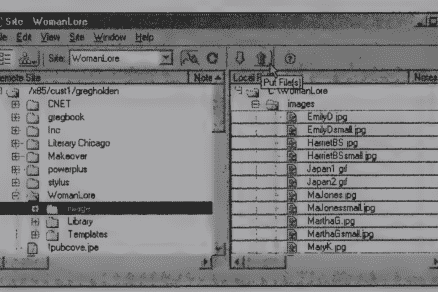 Site - WomanLore
Edit View Site Window Help
Site: WomanLore
Put File(s)
Remote Site Note
/x85/cust1/gregholden
CNET
gregbook
Inc
Literary Chicago
Makeover
powerplus
stylus
WomanLore
Library
Templates
!pubcove.jpe
Local Notes
C:\WomanLore
images
EmilyD.jpg
EmilyDsmall.jpg
HarrietBS.jpg
HarrietBSsmall.jpg
Japan1.gif
Japan2.gif
MaJones.jpg
MaJonessmall.jpg
MarthaG.jpg
MarthaGsmall.jpg
MaryK.jpg